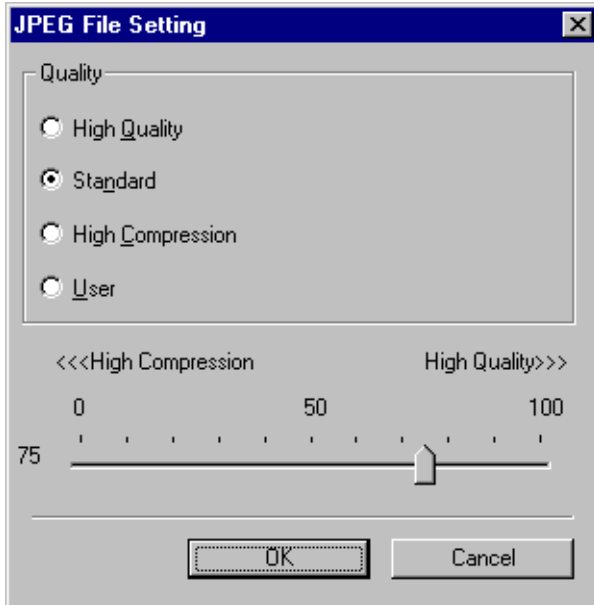 JPEG File Setting
Quality
High Quality
Standard
High Compression
User
<<<High Compression High Quality>>>
0 50 100
75
OK Cancel